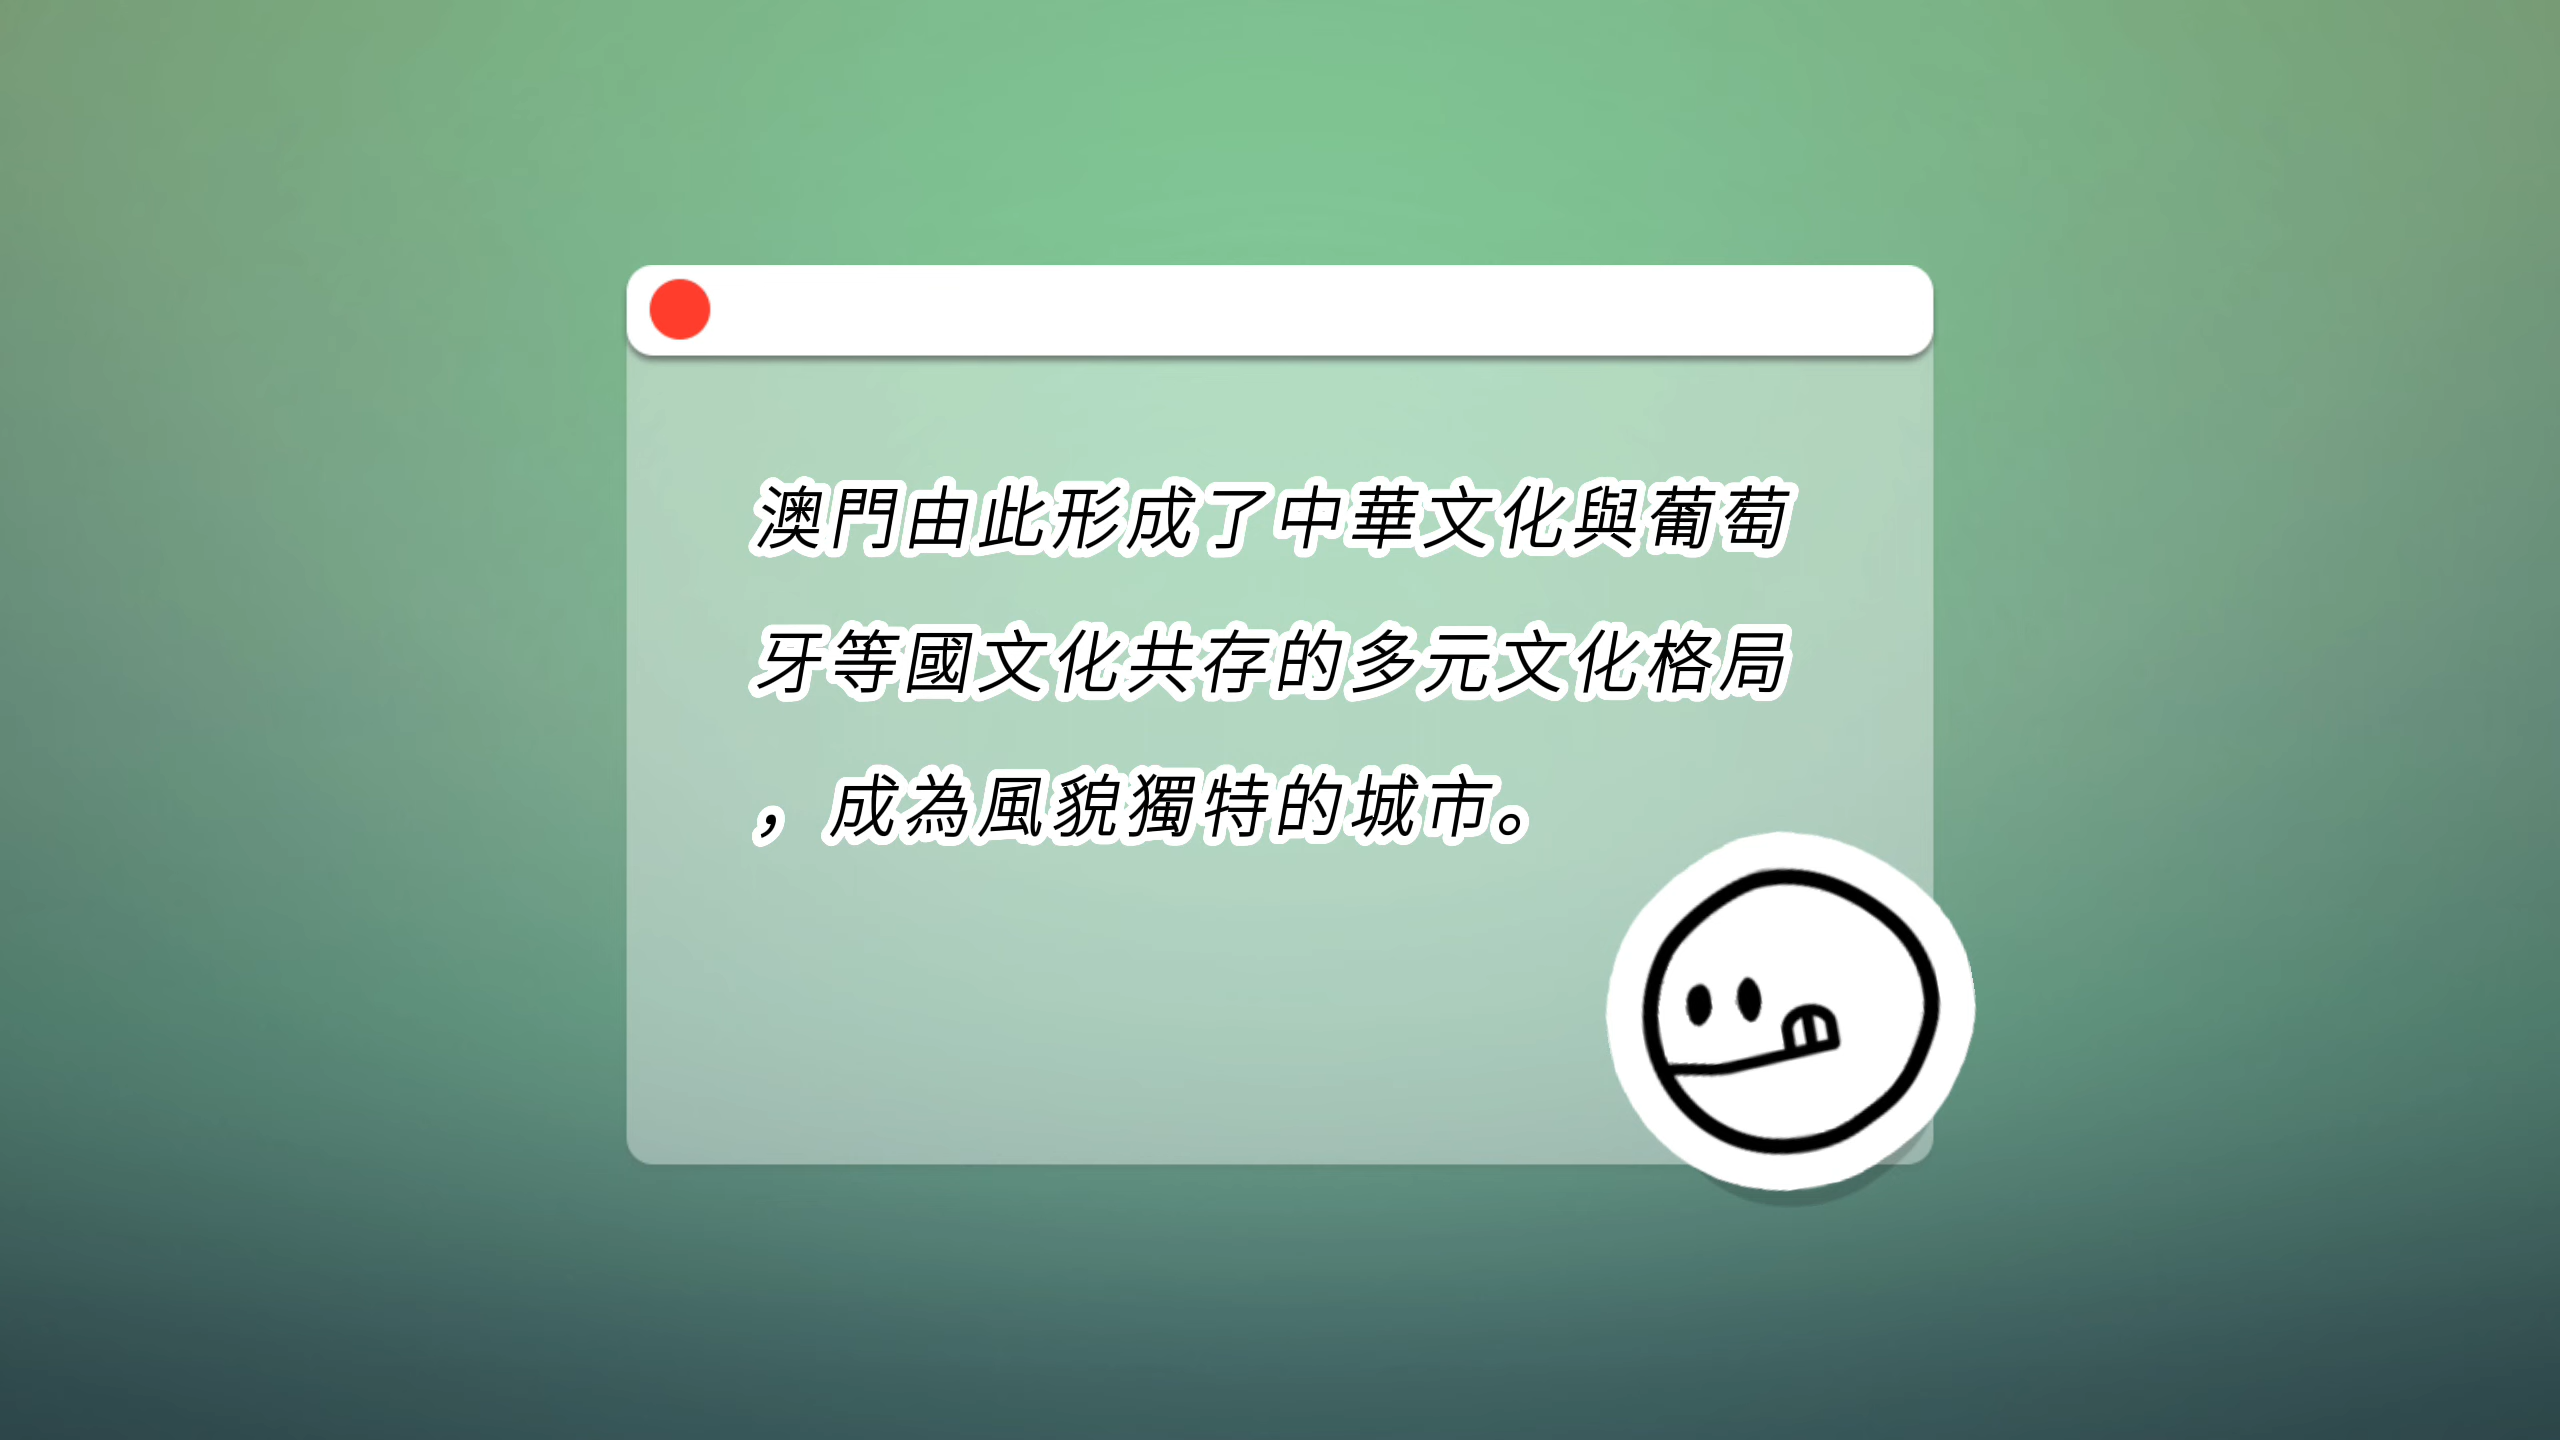 澳門由此形成了中華文化與葡萄
牙等國文化共存的多元文化格局
，成為風貌獨特的城市。